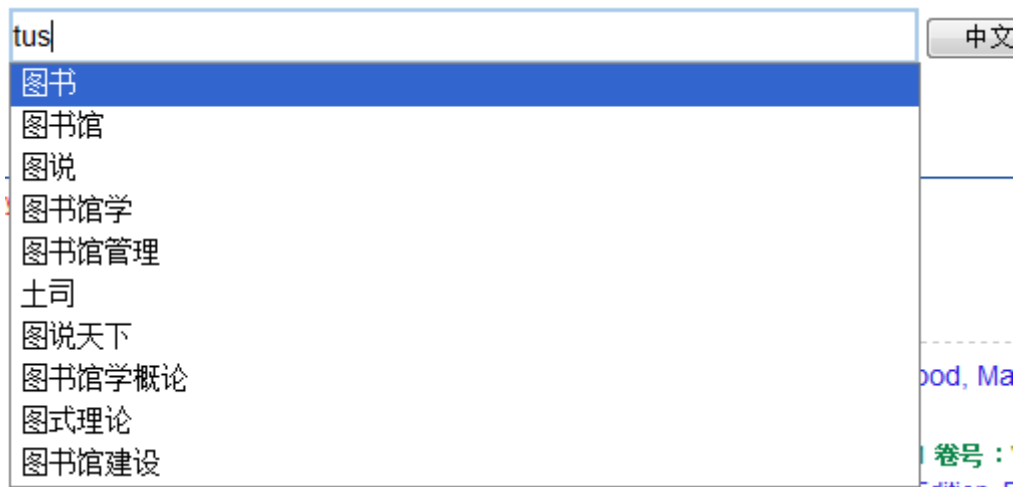 tus
中文
图书
图书馆
图说
图书馆学
图书馆管理
土司
图说天下
图书馆学概论
ood, Ma
图式理论
图书馆建设
卷号：